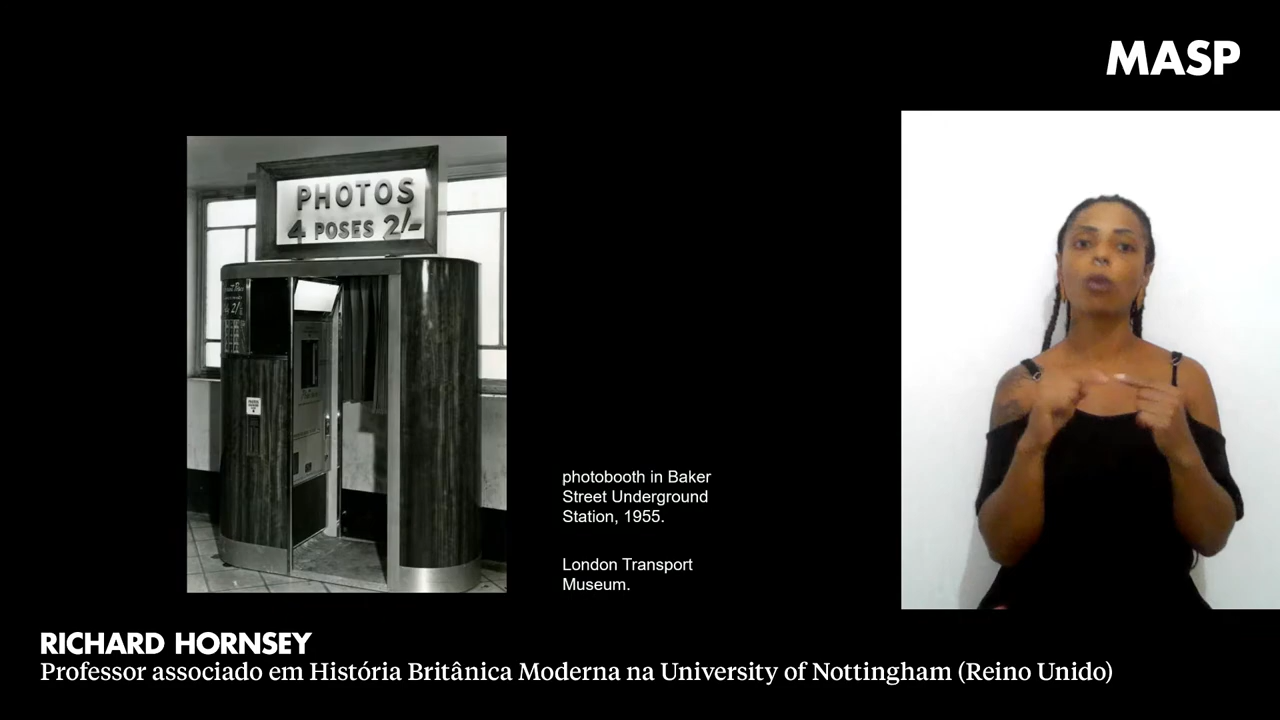 MASP
PHOTOS
4 POSES 2/-
2/-
photobooth in Baker
Street Underground
Station, 1955.
London Transport
Museum.
RICHARD HORNSEY
Professor associado em História Britânica Moderna na University of Nottingham (Reino Unido)